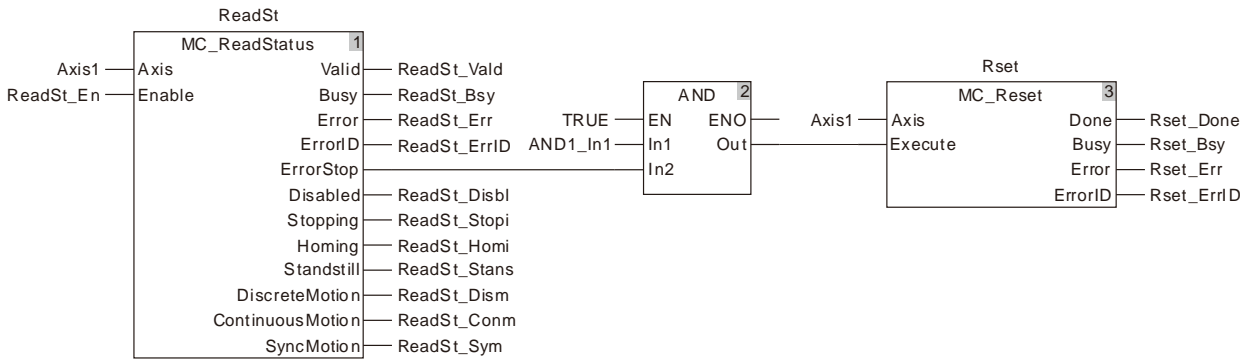 ReadSt
MC_ReadStatus 1
Axis1 Axis Valid ReadSt_Vald
ReadSt_En Enable Busy ReadSt_Bsy
Error ReadSt_Err
ErrorID ReadSt_ErrID
ErrorStop
Disabled ReadSt_Disbl
Stopping ReadSt_Stopi
Homing ReadSt_Homi
Standstill ReadSt_Stans
DiscreteMotion ReadSt_Dism
ContinuousMotion ReadSt_Conm
SyncMotion ReadSt_Sym
AND 2
TRUE EN ENO
AND1_In1 In1 Out
In2
Rset
MC_Reset 3
Axis1 Axis Done Rset_Done
Execute Busy Rset_Bsy
Error Rset_Err
ErrorID Rset_ErrID